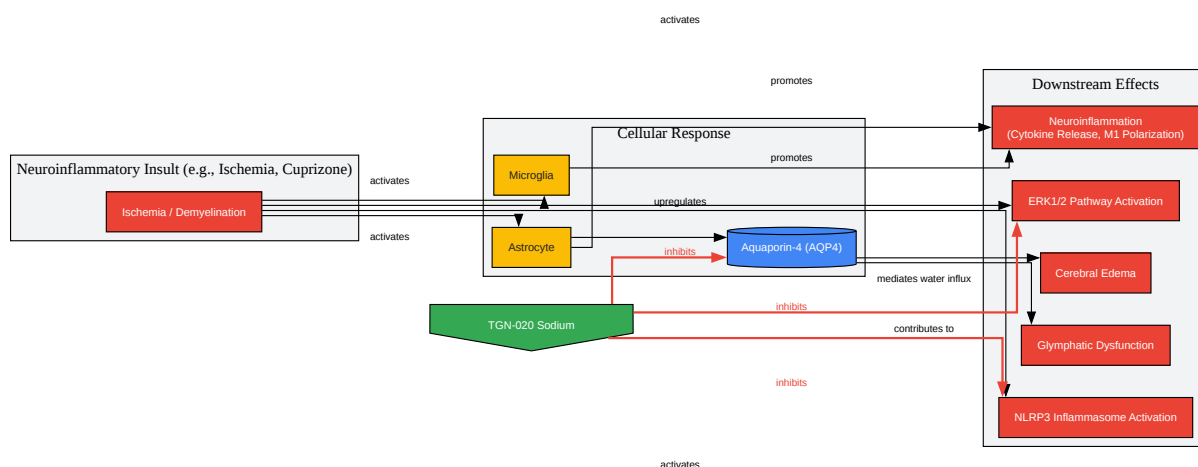 activates
promotes
Downstream Effects
Neuroinflammation
(Cytokine Release, M1 Polarization)
Cellular Response
promotes
Neuroinflammatory Insult (e.g., Ischemia, Cuprizone)
Microglia
activates
upregulates
ERK1/2 Pathway Activation
Ischemia / Demyelination
activates
Astrocyte
Aquaporin-4 (AQP4)
inhibits
mediates water influx
Cerebral Edema
inhibits
TGN-020 Sodium
contributes to
Glymphatic Dysfunction
inhibits
NLRP3 Inflammasome Activation
activates